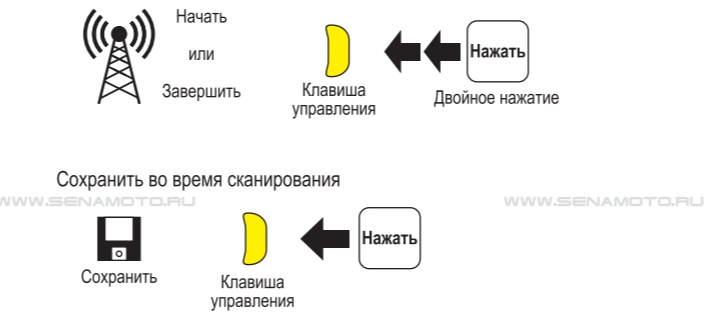 Начать
или
Завершить
Клавиша
управления
Нажать
Двойное нажатие
Сохранить во время сканирования
WWW.SENAMOTO.RU
WWW.SENAMOTO.RU
Сохранить
Клавиша
управления
Нажать